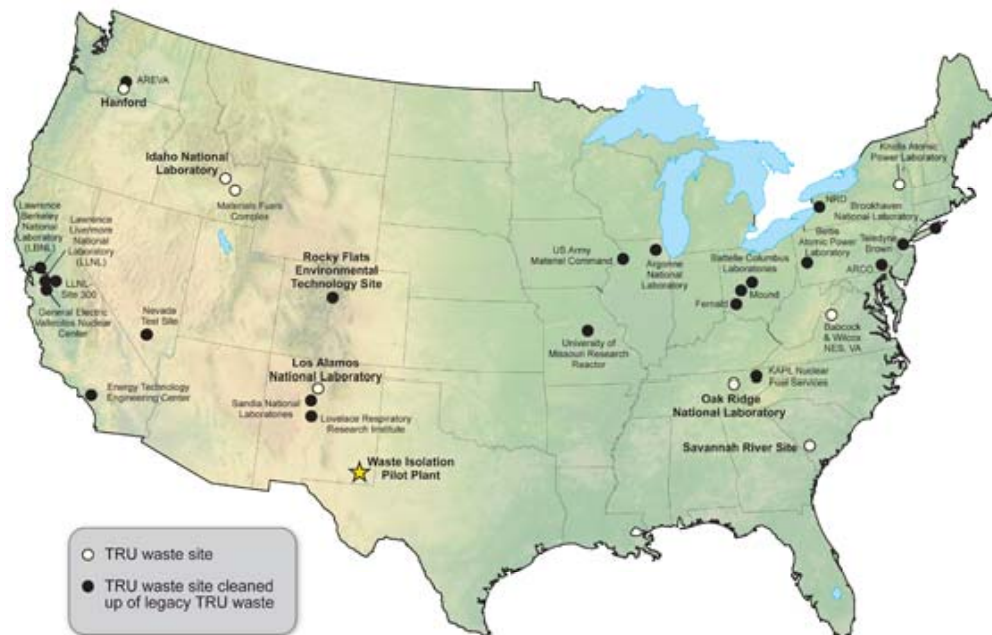 AREVA
Hanford
Idaho National
Laboratory
Materials Fuels
Complex
Lawrence
Berkeley
National
Laboratory
(LBNL)
Lawrence
Livermore
National
Laboratory
(LLNL)
LLNL-
Site 300
General Electric
Vallecitos Nuclear
Center
Nevada
Test Site
Energy Technology
Engineering Center
Rocky Flats
Environmental
Technology Site
Los Alamos
National Laboratory
Sandia National
Laboratories
Lovelace Respiratory
Research Institute
Waste Isolation
Pilot Plant
US Army
Materiel Command
Argonne
National
Laboratory
University of
Missouri Research
Reactor
Battelle Columbus
Laboratories
Mound
Fernald
Knolls Atomic
Power Laboratory
NRD
Brookhaven
National Laboratory
Bettis
Atomic Power
Laboratory
Teledyne
Brown
ARCO
Babcock
& Wilcox
NES, VA
KAPL Nuclear
Fuel Services
Oak Ridge
National Laboratory
Savannah River Site
TRU waste site
TRU waste site cleaned
up of legacy TRU waste